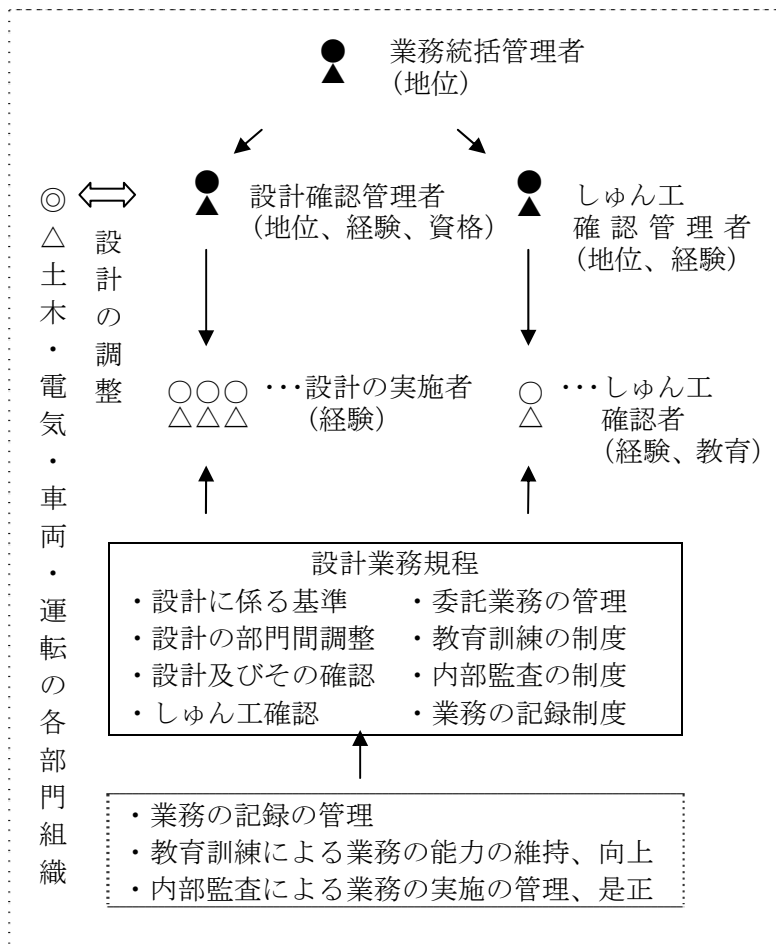 業務統括管理者
(地位)
設計確認管理者
(地位、経験、資格)
しゅん工
確認管理者
(地位、経験)
◎△土木・電気・車両・運転の各部門組織
設計の調整
○○○
△△△
…設計の実施者
(経験)
○
△
…しゅん工
確認者
(経験、教育)
設計業務規程
・設計に係る基準
・設計の部門間調整
・設計及びその確認
・しゅん工確認
・委託業務の管理
・教育訓練の制度
・内部監査の制度
・業務の記録制度
・業務の記録の管理
・教育訓練による業務の能力の維持、向上
・内部監査による業務の実施の管理、是正